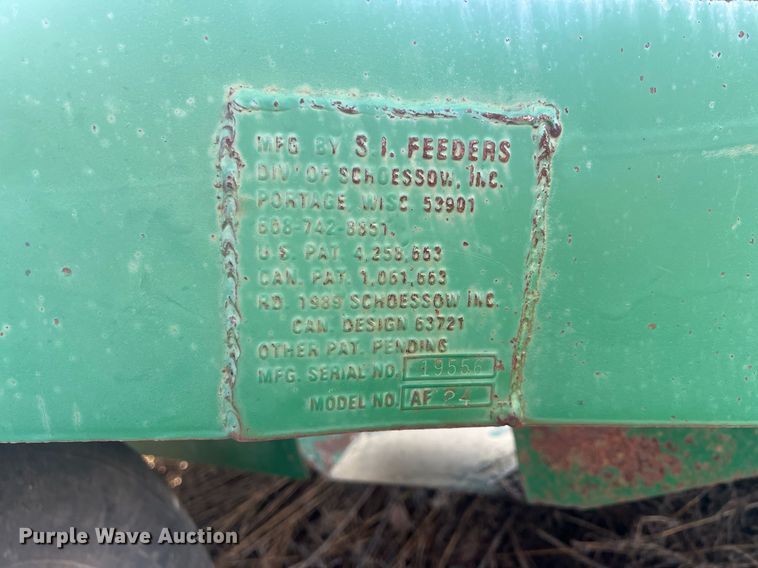 MFG BY S.I. FEEDERS
DIV OF SCHOESSOW, INC.
PORTAGE, WISC. 53901
608-742-8851
U.S. PAT. 4,258,663
CAN. PAT. 1,061,663
RD. 1989 SCHOESSOW INC.
CAN. DESIGN 63721
OTHER PAT. PENDING
MFG. SERIAL NO. 19556
MODEL NO. AF 24
Purple Wave Auction